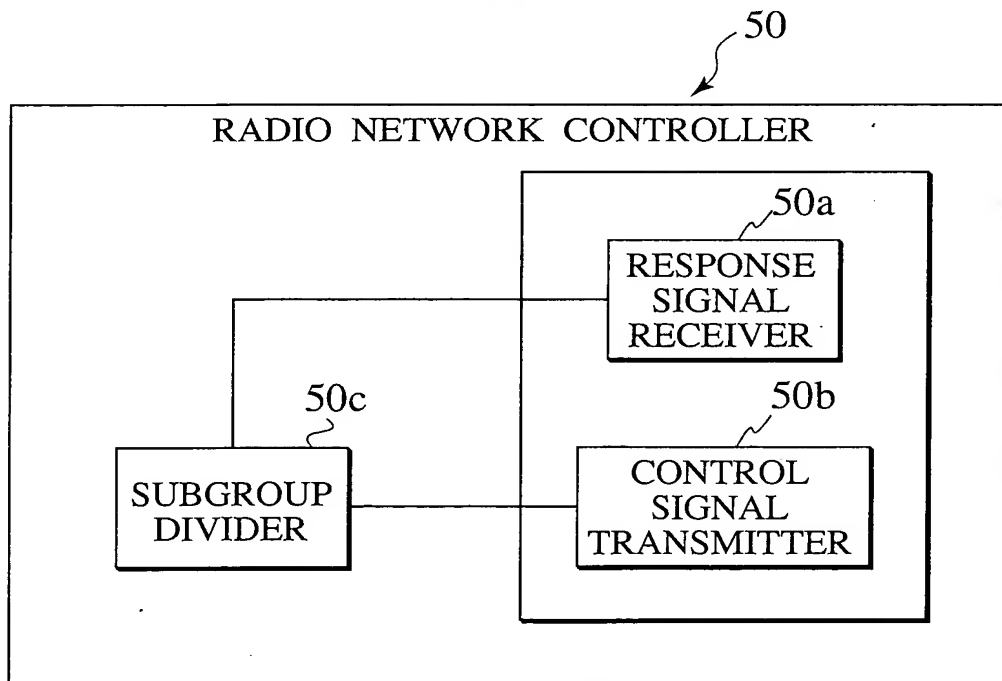 50
RADIO NETWORK CONTROLLER
50a
RESPONSE
SIGNAL
RECEIVER
50c
50b
SUBGROUP
DIVIDER
CONTROL
SIGNAL
TRANSMITTER